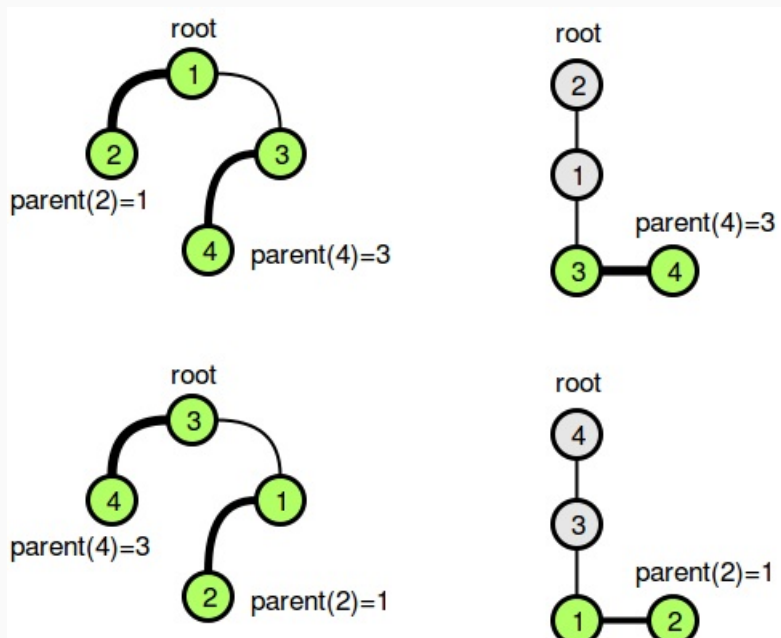 root
1
2
3
parent(2)=1
4
parent(4)=3
root
2
1
parent(4)=3
3
4
root
3
4
1
parent(4)=3
2
parent(2)=1
root
4
3
parent(2)=1
1
2